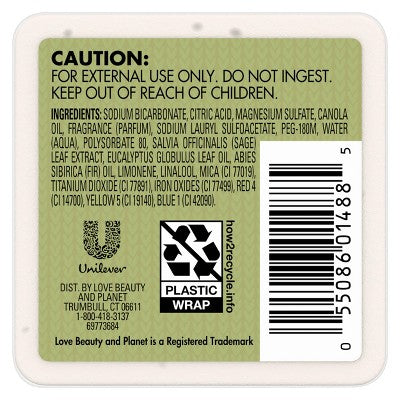 CAUTION:
FOR EXTERNAL USE ONLY. DO NOT INGEST.
KEEP OUT OF REACH OF CHILDREN.
INGREDIENTS: SODIUM BICARBONATE, CITRIC ACID, MAGNESIUM SULFATE, CANOLA
OIL, FRAGRANCE (PARFUM), SODIUM LAURYL SULFOACETATE, PEG-180M, WATER
(AQUA), POLYSORBATE 80, SALVIA OFFICINALIS (SAGE)
LEAF EXTRACT, EUCALYPTUS GLOBULUS LEAF OIL, ABIES
SIBIRICA (FIR) OIL, LIMONENE, LINALOOL, MICA (CI 77019),
TITANIUM DIOXIDE (CI 77891), IRON OXIDES (CI 77499), RED 4
(CI 14700), YELLOW 5 (CI 19140), BLUE 1 (CI 42090).
Unilever
DIST. BY LOVE BEAUTY
AND PLANET
TRUMBULL, CT 06611
1-800-418-3137
69773684
PLASTIC
WRAP
how2recycle.info
0 55086 01488 5
Love Beauty and Planet is a Registered Trademark